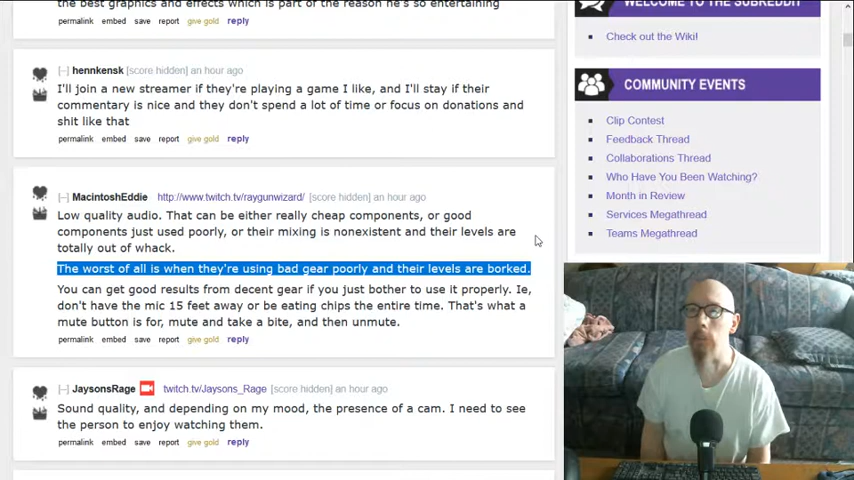 the best graphics and effects which is part of the reason he's so entertaining
permalink embed save report give gold reply
[–] hennkensk [score hidden] an hour ago
I'll join a new streamer if they're playing a game I like, and I'll stay if their
commentary is nice and they don't spend a lot of time or focus on donations and
shit like that
permalink embed save report give gold reply
[–] MacintoshEddie http://www.twitch.tv/raygunwizard/ [score hidden] an hour ago
Low quality audio. That can be either really cheap components, or good
components just used poorly, or their mixing is nonexistent and their levels are
totally out of whack.
The worst of all is when they're using bad gear poorly and their levels are borked.
You can get good results from decent gear if you just bother to use it properly. Ie,
don't have the mic 15 feet away or be eating chips the entire time. That's what a
mute button is for, mute and take a bite, and then unmute.
permalink embed save report give gold reply
[–] JaysonsRage twitch.tv/Jaysons_Rage [score hidden] an hour ago
Sound quality, and depending on my mood, the presence of a cam. I need to see
the person to enjoy watching them.
permalink embed save report give gold reply
WELCOME TO THE SUBREDDIT
Check out the Wiki!
COMMUNITY EVENTS
Clip Contest
Feedback Thread
Collaborations Thread
Who Have You Been Watching?
Month in Review
Services Megathread
Teams Megathread